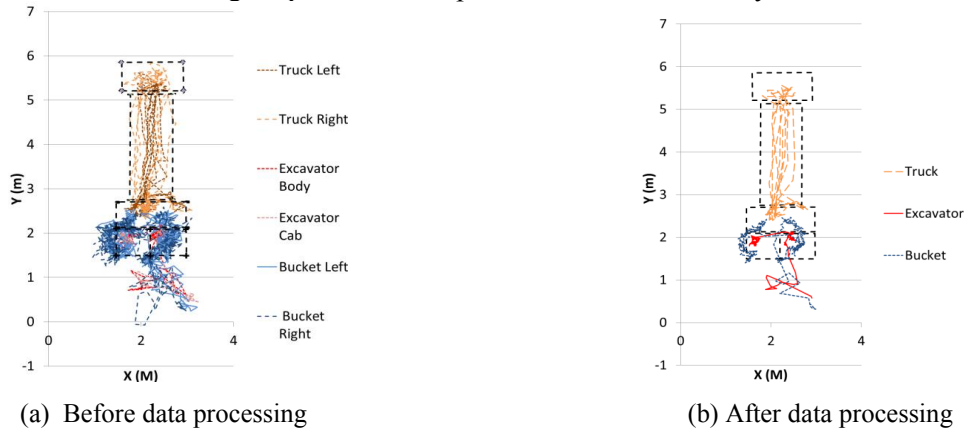 7
6
5
4
3
2
1
0
-1
Y (m)
0 2 4
X (M)
Truck Left
Truck Right
Excavator
Body
Excavator
Cab
Bucket Left
Bucket
Right
7
6
5
4
3
2
1
0
-1
Y (m)
0 2 4
X (M)
Truck
Excavator
Bucket
(a) Before data processing
(b) After data processing